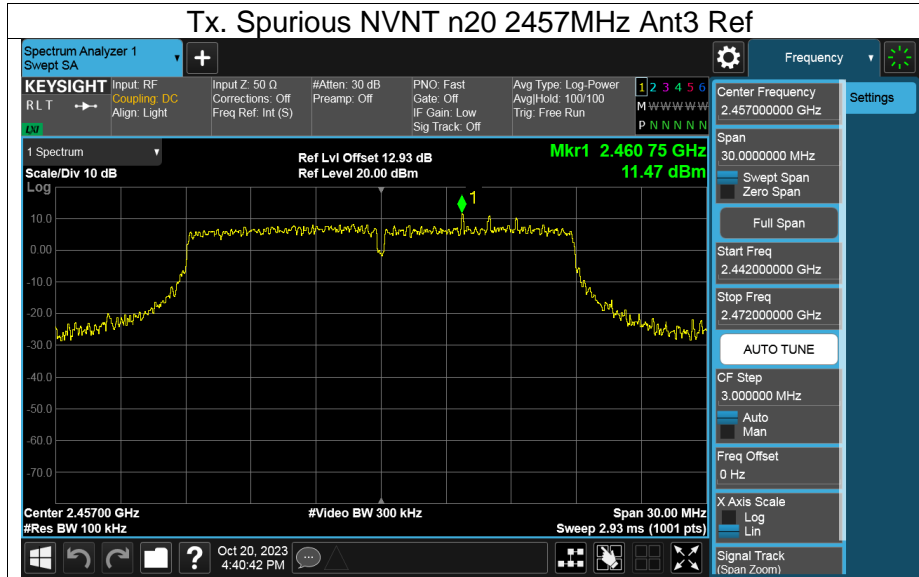 Tx. Spurious NVNT n20 2457MHz Ant3 Ref
Spectrum Analyzer 1
Swept SA
+
Frequency
KEYSIGHT
R L T
LXI
Input: RF
Coupling: DC
Align: Light
Input Z: 50 Ω
Corrections: Off
Freq Ref: Int (S)
#Atten: 30 dB
Preamp: Off
PNO: Fast
Gate: Off
IF Gain: Low
Sig Track: Off
Avg Type: Log-Power
Avg|Hold: 100/100
Trig: Free Run
1 2 3 4 5 6
M W W W W W
P N N N N N
1 Spectrum
Scale/Div 10 dB
Ref Lvl Offset 12.93 dB
Ref Level 20.00 dBm
Mkr1 2.460 75 GHz
11.47 dBm
Log
1
10.0
0.00
-10.0
-20.0
-30.0
-40.0
-50.0
-60.0
-70.0
Center 2.45700 GHz
#Res BW 100 kHz
#Video BW 300 kHz
Span 30.00 MHz
Sweep 2.93 ms (1001 pts)
Center Frequency
2.457000000 GHz
Settings
Span
30.0000000 MHz
Swept Span
Zero Span
Full Span
Start Freq
2.442000000 GHz
Stop Freq
2.472000000 GHz
AUTO TUNE
CF Step
3.000000 MHz
Auto
Man
Freq Offset
0 Hz
X Axis Scale
Log
Lin
Signal Track
(Span Zoom)
?
Oct 20, 2023
4:40:42 PM